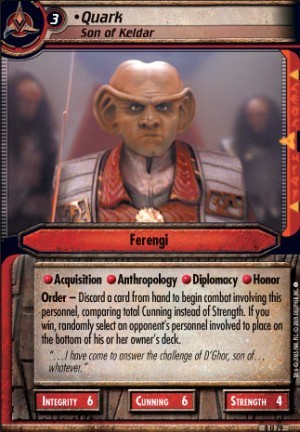 3
•Quark
Son of Keldar
Ferengi
Acquisition Anthropology Diplomacy Honor
Order – Discard a card from hand to begin combat involving this
personnel, comparing total Cunning instead of Strength. If you
win, randomly select an opponent's personnel involved to place on
the bottom of his or her owner's deck.
"…I have come to answer the challenge of D'Ghor, son of…
whatever."
INTEGRITY 6 CUNNING 6 STRENGTH 4